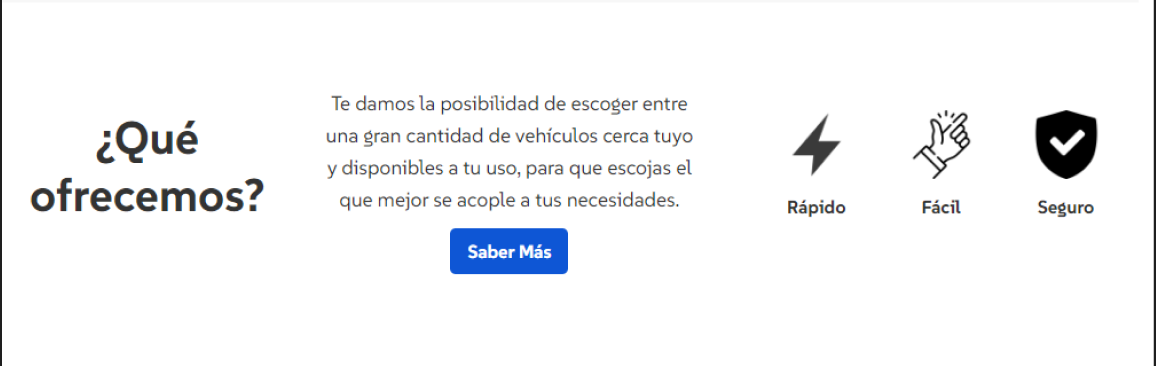 ¿Qué
ofrecemos?
Te damos la posibilidad de escoger entre
una gran cantidad de vehículos cerca tuyo
y disponibles a tu uso, para que escojas el
que mejor se acople a tus necesidades.
Saber Más
Rápido
Fácil
Seguro